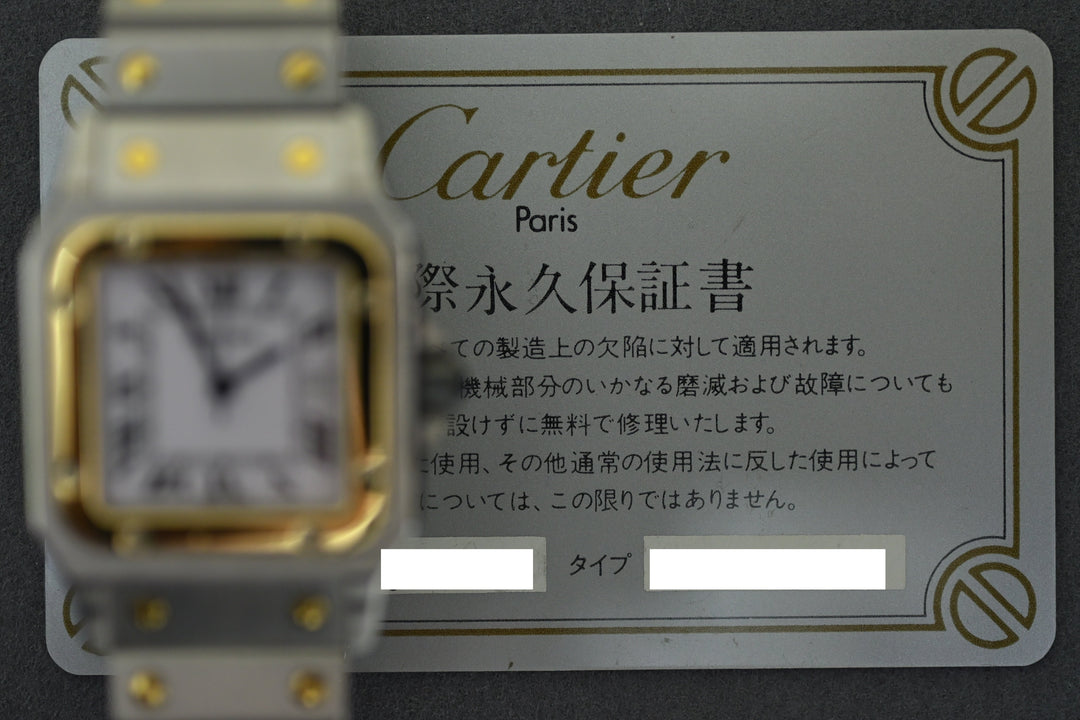 Cartier
Paris
際永久保証書
ての製造上の欠陥に対して適用されます。
機械部分のいかなる磨滅および故障についても
設けずに無料で修理いたします。
使用、その他通常の使用法に反した使用によって
については、この限りではありません。
タイプ